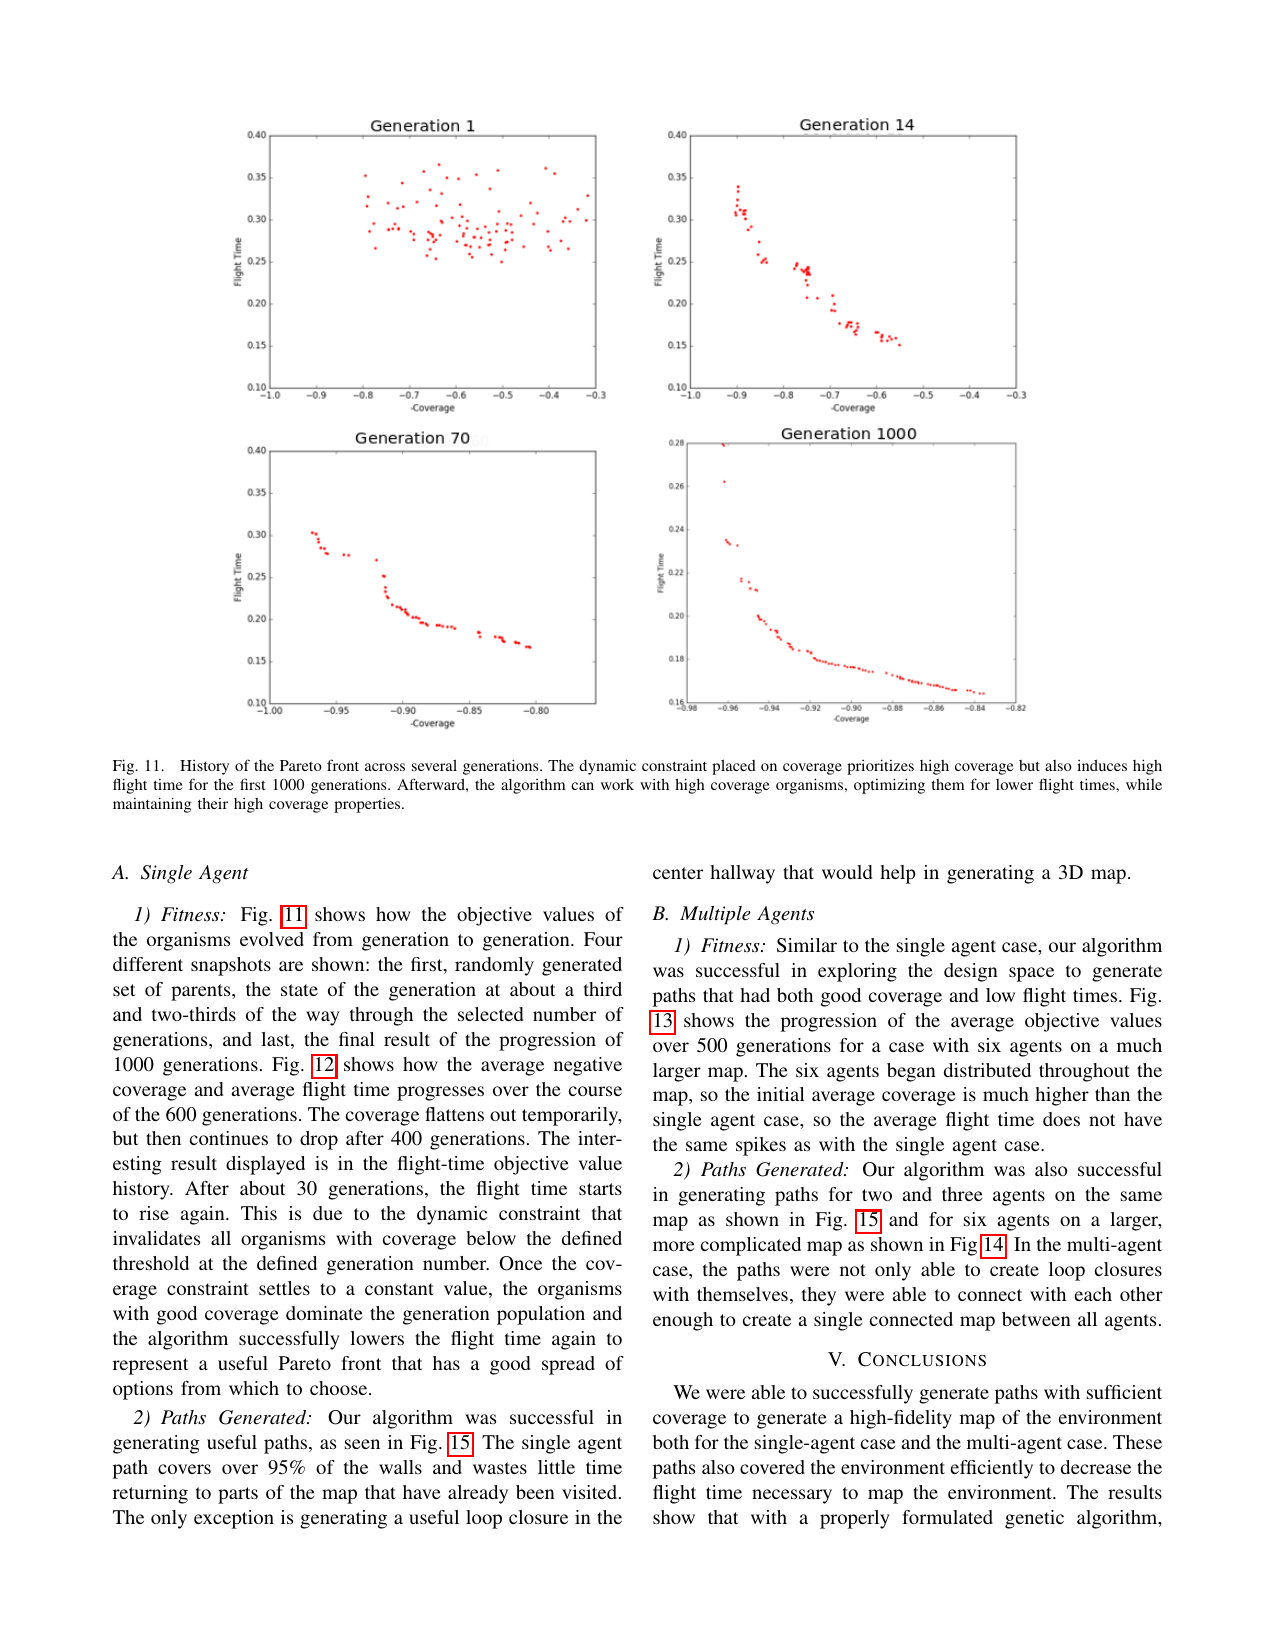 Generation 1
0.40
0.35
0.30
0.25
0.20
0.15
0.10
Flight Time
−1.0 −0.9 −0.8 −0.7 −0.6 −0.5 −0.4 −0.3
-Coverage
Generation 14
0.40
0.35
0.30
0.25
0.20
0.15
0.10
Flight Time
−1.0 −0.9 −0.8 −0.7 −0.6 −0.5 −0.4 −0.3
-Coverage
Generation 70
0.40
0.35
0.30
0.25
0.20
0.15
0.10
Flight Time
−1.00 −0.95 −0.90 −0.85 −0.80
-Coverage
Generation 1000
0.28
0.26
0.24
0.22
0.20
0.18
0.16
Flight Time
−0.98 −0.96 −0.94 −0.92 −0.90 −0.88 −0.86 −0.84 −0.82
-Coverage
Fig. 11. History of the Pareto front across several generations. The dynamic constraint placed on coverage prioritizes high coverage but also induces high
flight time for the first 1000 generations. Afterward, the algorithm can work with high coverage organisms, optimizing them for lower flight times, while
maintaining their high coverage properties.
A. Single Agent
1) Fitness: Fig. 11 shows how the objective values of
the organisms evolved from generation to generation. Four
different snapshots are shown: the first, randomly generated
set of parents, the state of the generation at about a third
and two-thirds of the way through the selected number of
generations, and last, the final result of the progression of
1000 generations. Fig. 12 shows how the average negative
coverage and average flight time progresses over the course
of the 600 generations. The coverage flattens out temporarily,
but then continues to drop after 400 generations. The inter-
esting result displayed is in the flight-time objective value
history. After about 30 generations, the flight time starts
to rise again. This is due to the dynamic constraint that
invalidates all organisms with coverage below the defined
threshold at the defined generation number. Once the cov-
erage constraint settles to a constant value, the organisms
with good coverage dominate the generation population and
the algorithm successfully lowers the flight time again to
represent a useful Pareto front that has a good spread of
options from which to choose.
2) Paths Generated: Our algorithm was successful in
generating useful paths, as seen in Fig. 15. The single agent
path covers over 95% of the walls and wastes little time
returning to parts of the map that have already been visited.
The only exception is generating a useful loop closure in the
center hallway that would help in generating a 3D map.
B. Multiple Agents
1) Fitness: Similar to the single agent case, our algorithm
was successful in exploring the design space to generate
paths that had both good coverage and low flight times. Fig.
13 shows the progression of the average objective values
over 500 generations for a case with six agents on a much
larger map. The six agents began distributed throughout the
map, so the initial average coverage is much higher than the
single agent case, so the average flight time does not have
the same spikes as with the single agent case.
2) Paths Generated: Our algorithm was also successful
in generating paths for two and three agents on the same
map as shown in Fig. 15 and for six agents on a larger,
more complicated map as shown in Fig 14. In the multi-agent
case, the paths were not only able to create loop closures
with themselves, they were able to connect with each other
enough to create a single connected map between all agents.
V. CONCLUSIONS
We were able to successfully generate paths with sufficient
coverage to generate a high-fidelity map of the environment
both for the single-agent case and the multi-agent case. These
paths also covered the environment efficiently to decrease the
flight time necessary to map the environment. The results
show that with a properly formulated genetic algorithm,